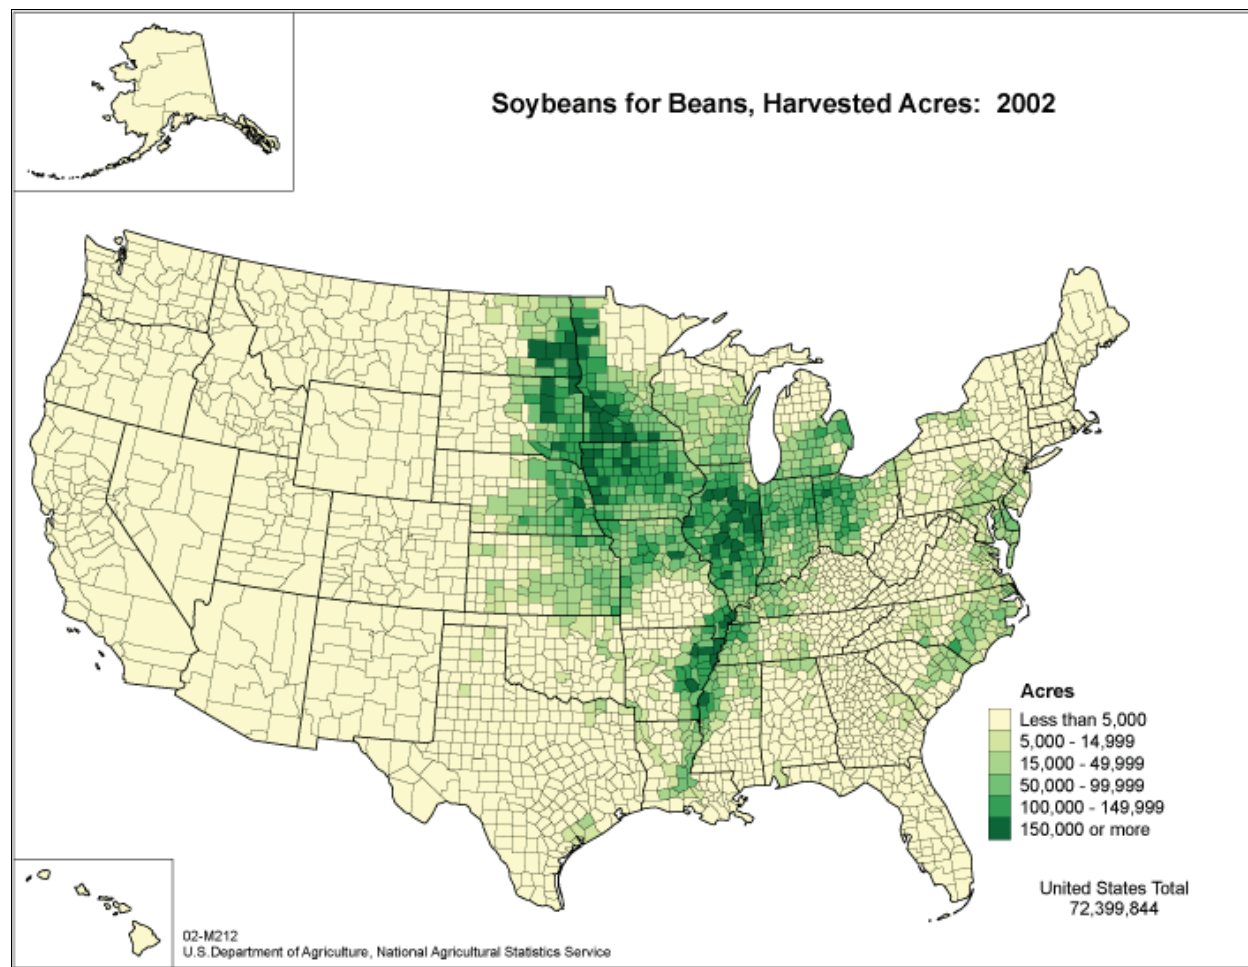 Soybeans for Beans, Harvested Acres: 2002
Acres
Less than 5,000
5,000 - 14,999
15,000 - 49,999
50,000 - 99,999
100,000 - 149,999
150,000 or more
United States Total
72,399,844
02-M212
U.S.Department of Agriculture, National Agricultural Statistics Service